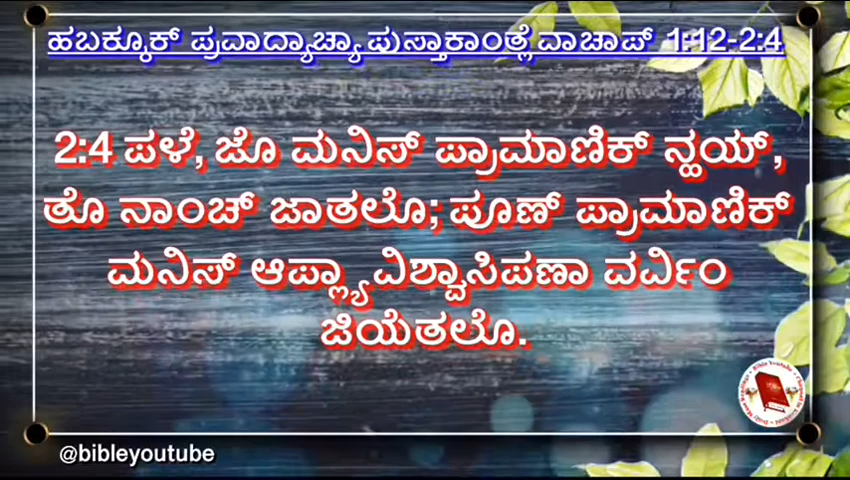 ಹಬಕ್ಕೂಕ್ ಪ್ರವಾದ್ಯಾಚ್ಯಾ ಪುಸ್ತಾಕಾಂತ್ಲೆ ವಾಚಾಪ್ 1:12-2:4
2:4 ಪಳೆ, ಜೊ ಮನಿಸ್ ಪ್ರಾಮಾಣಿಕ್ ನ್ಹಯ್,
ತೊ ನಾಂಚ್ ಜಾತಲೊ; ಪೂಣ್ ಪ್ರಾಮಾಣಿಕ್
ಮನಿಸ್ ಆಪ್ಲ್ಯಾ ವಿಶ್ವಾಸಿಪಣಾ ವರ್ವಿಂ
ಜಿಯೆತಲೊ.
@bibleyoutube